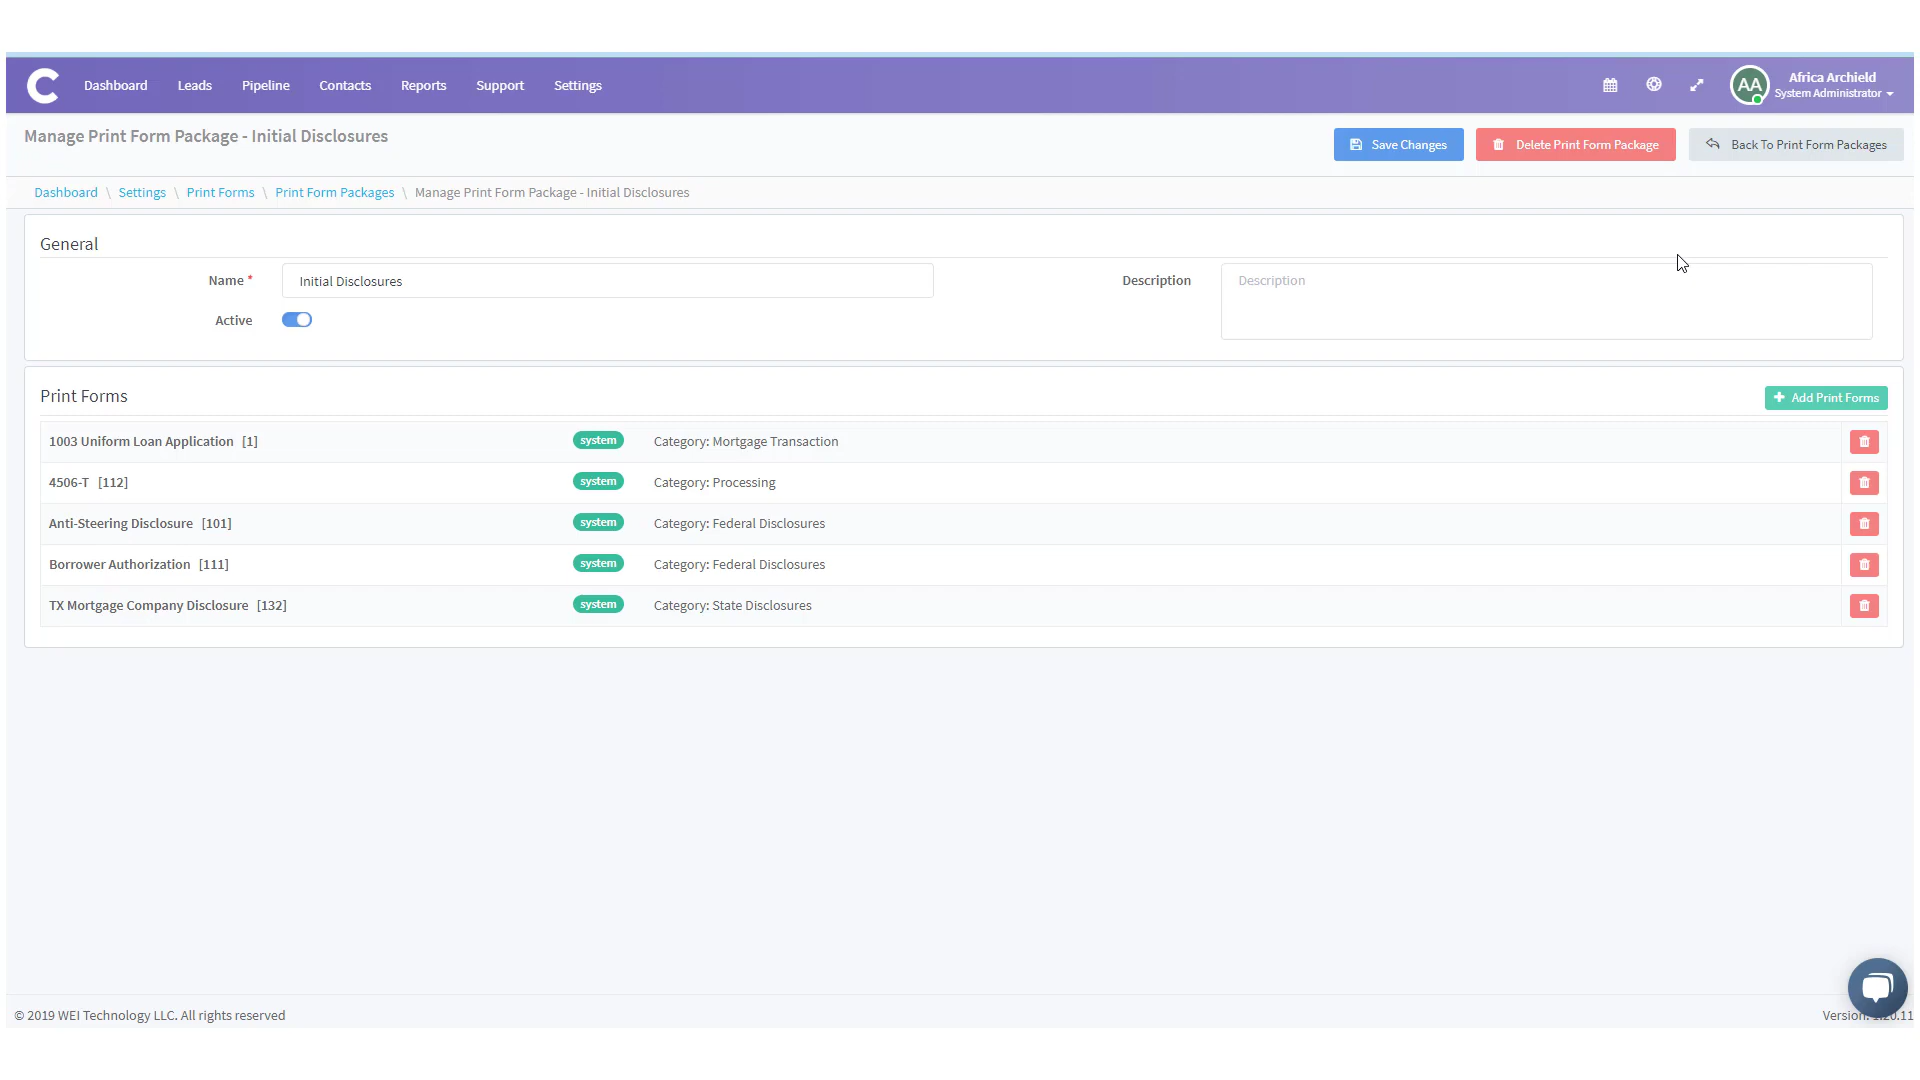 C Dashboard Leads Pipeline Contacts Reports Support Settings
AA Africa Archield
System Administrator
Manage Print Form Package - Initial Disclosures
Save Changes Delete Print Form Package Back To Print Form Packages
Dashboard \ Settings \ Print Forms \ Print Form Packages \ Manage Print Form Package - Initial Disclosures
General
Name * Initial Disclosures Description Description
Active
Print Forms Add Print Forms
1003 Uniform Loan Application [1] system Category: Mortgage Transaction
4506-T [112] system Category: Processing
Anti-Steering Disclosure [101] system Category: Federal Disclosures
Borrower Authorization [111] system Category: Federal Disclosures
TX Mortgage Company Disclosure [132] system Category: State Disclosures
© 2019 WEI Technology LLC. All rights reserved
Version: